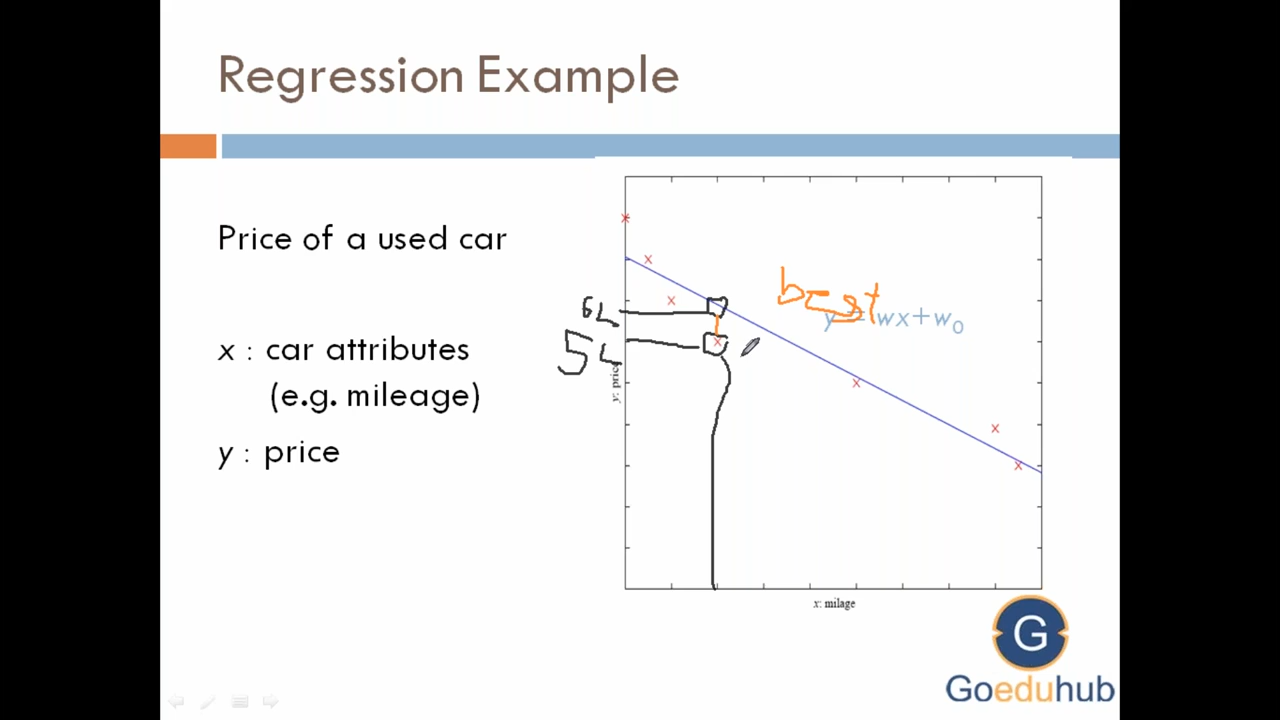 Regression Example
Price of a used car
x : car attributes
(e.g. mileage)
y : price
best
y = wx+w₀
6L
5L
y: price
x: milage
G
Goeduhub